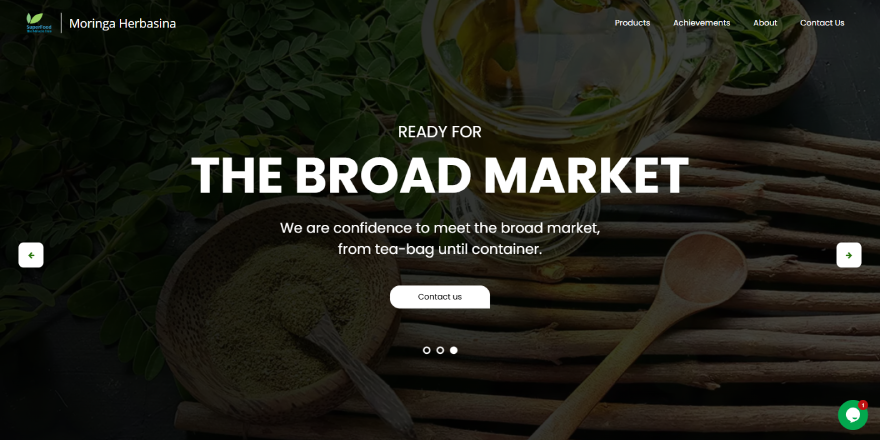 SuperFood
Moringa Herbasina
Products
Achievements
About
Contact Us
READY FOR
THE BROAD MARKET
We are confidence to meet the broad market,
from tea-bag until container.
Contact us
1